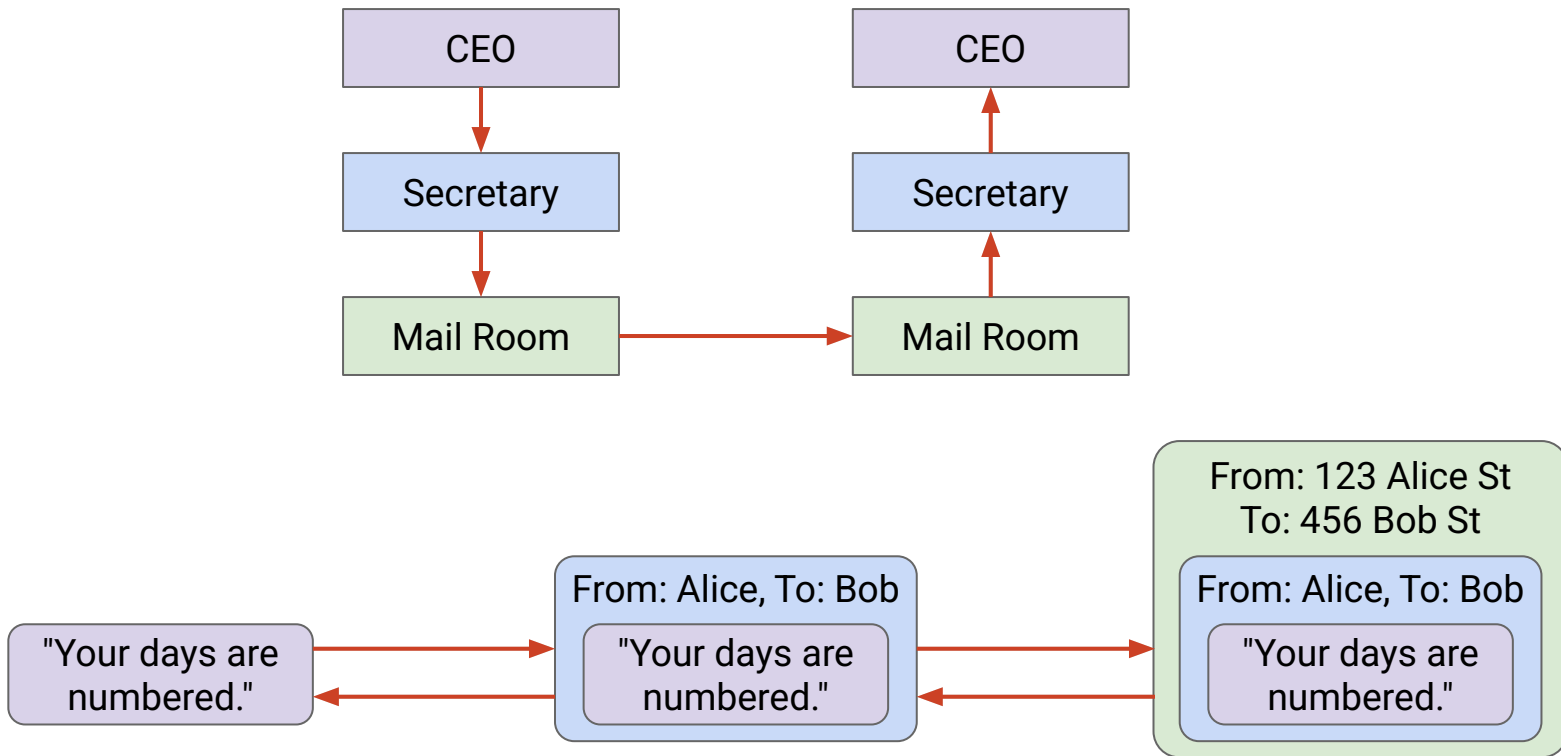 CEO
CEO
Secretary
Secretary
Mail Room
Mail Room
From: 123 Alice St
To: 456 Bob St
From: Alice, To: Bob
From: Alice, To: Bob
"Your days are
numbered."
"Your days are
numbered."
"Your days are
numbered."